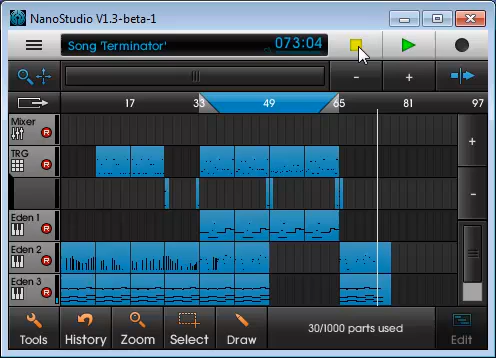 NanoStudio V1.3-beta-1
Song 'Terminator' 073:04
- +
17 33 49 65 81 97
Mixer
R
TRG
R
+
-
Eden 1
R
Eden 2
R
Eden 3
R
Tools History Zoom Select Draw 30/1000 parts used Edit